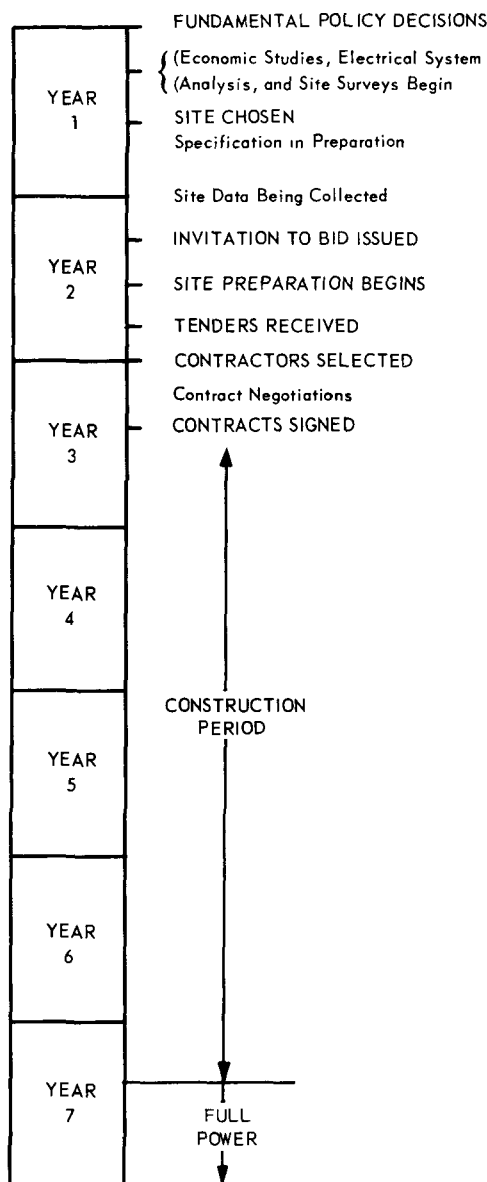 FUNDAMENTAL POLICY DECISIONS
(Economic Studies, Electrical System
(Analysis, and Site Surveys Begin
YEAR
1
SITE CHOSEN
Specification in Preparation
Site Data Being Collected
INVITATION TO BID ISSUED
YEAR
2
SITE PREPARATION BEGINS
TENDERS RECEIVED
CONTRACTORS SELECTED
Contract Negotiations
YEAR
3
CONTRACTS SIGNED
YEAR
4
CONSTRUCTION
PERIOD
YEAR
5
YEAR
6
YEAR
7
FULL
POWER